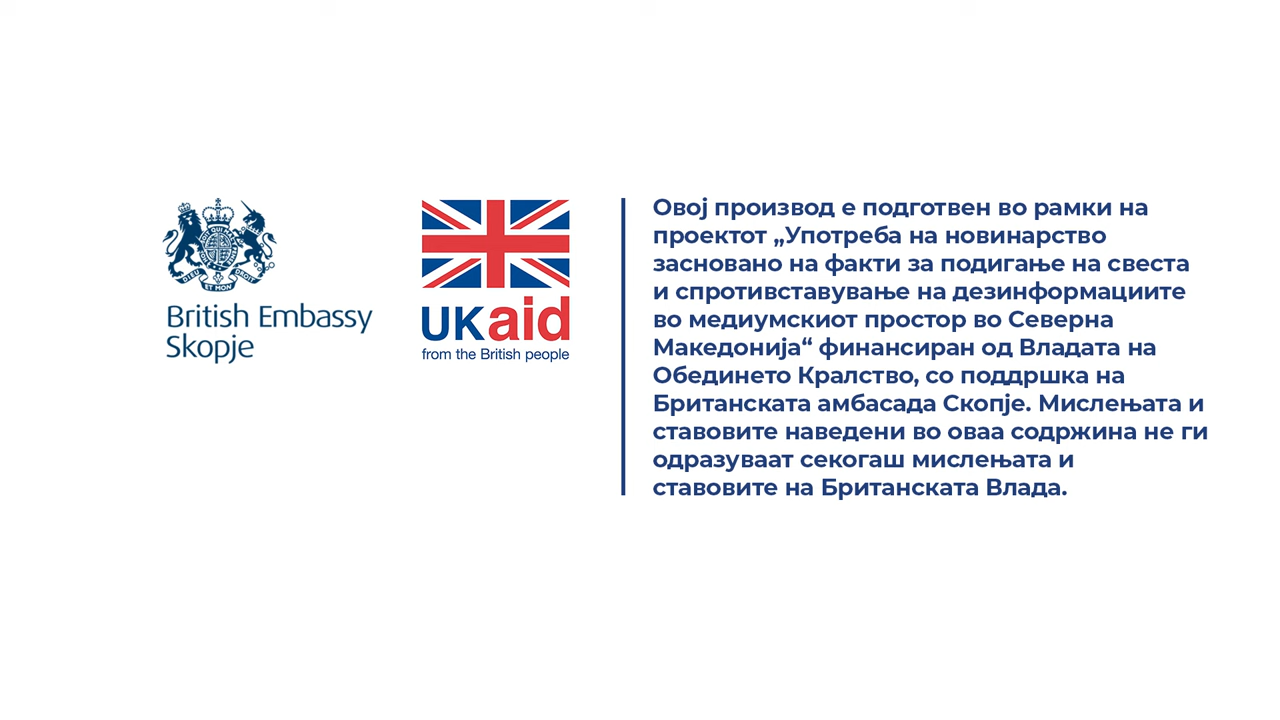 British Embassy
Skopje
UKaid
from the British people
Овој производ е подготвен во рамки на
проектот „Употреба на новинарство
засновано на факти за подигање на свеста
и спротивставување на дезинформациите
во медиумскиот простор во Северна
Македонија“ финансиран од Владата на
Обединето Кралство, со поддршка на
Британската амбасада Скопје. Мислењата и
ставовите наведени во оваа содржина не ги
одразуваат секогаш мислењата и
ставовите на Британската Влада.